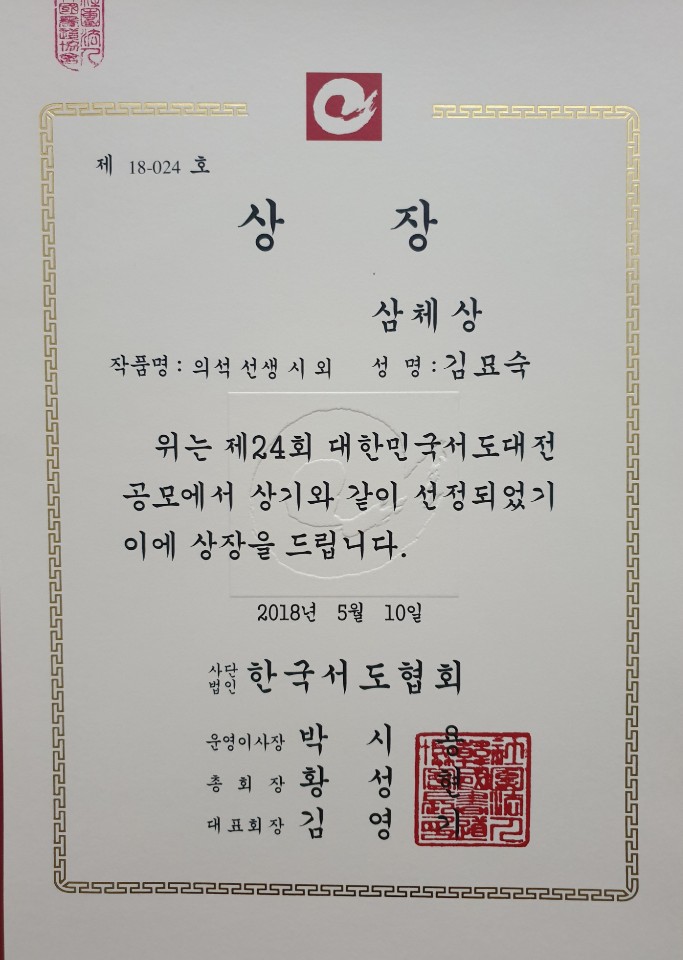 제 18-024 호
상 장
삼체상
작품명 : 의석 선생 시 외 성 명 : 김묘숙
위는 제24회 대한민국서도대전
공모에서 상기와 같이 선정되었기
이에 상장을 드립니다.
2018년 5월 10일
사단법인 한국서도협회
운영이사장 박 시 용
총 회 장 황 성 현
대표회장 김 영 기